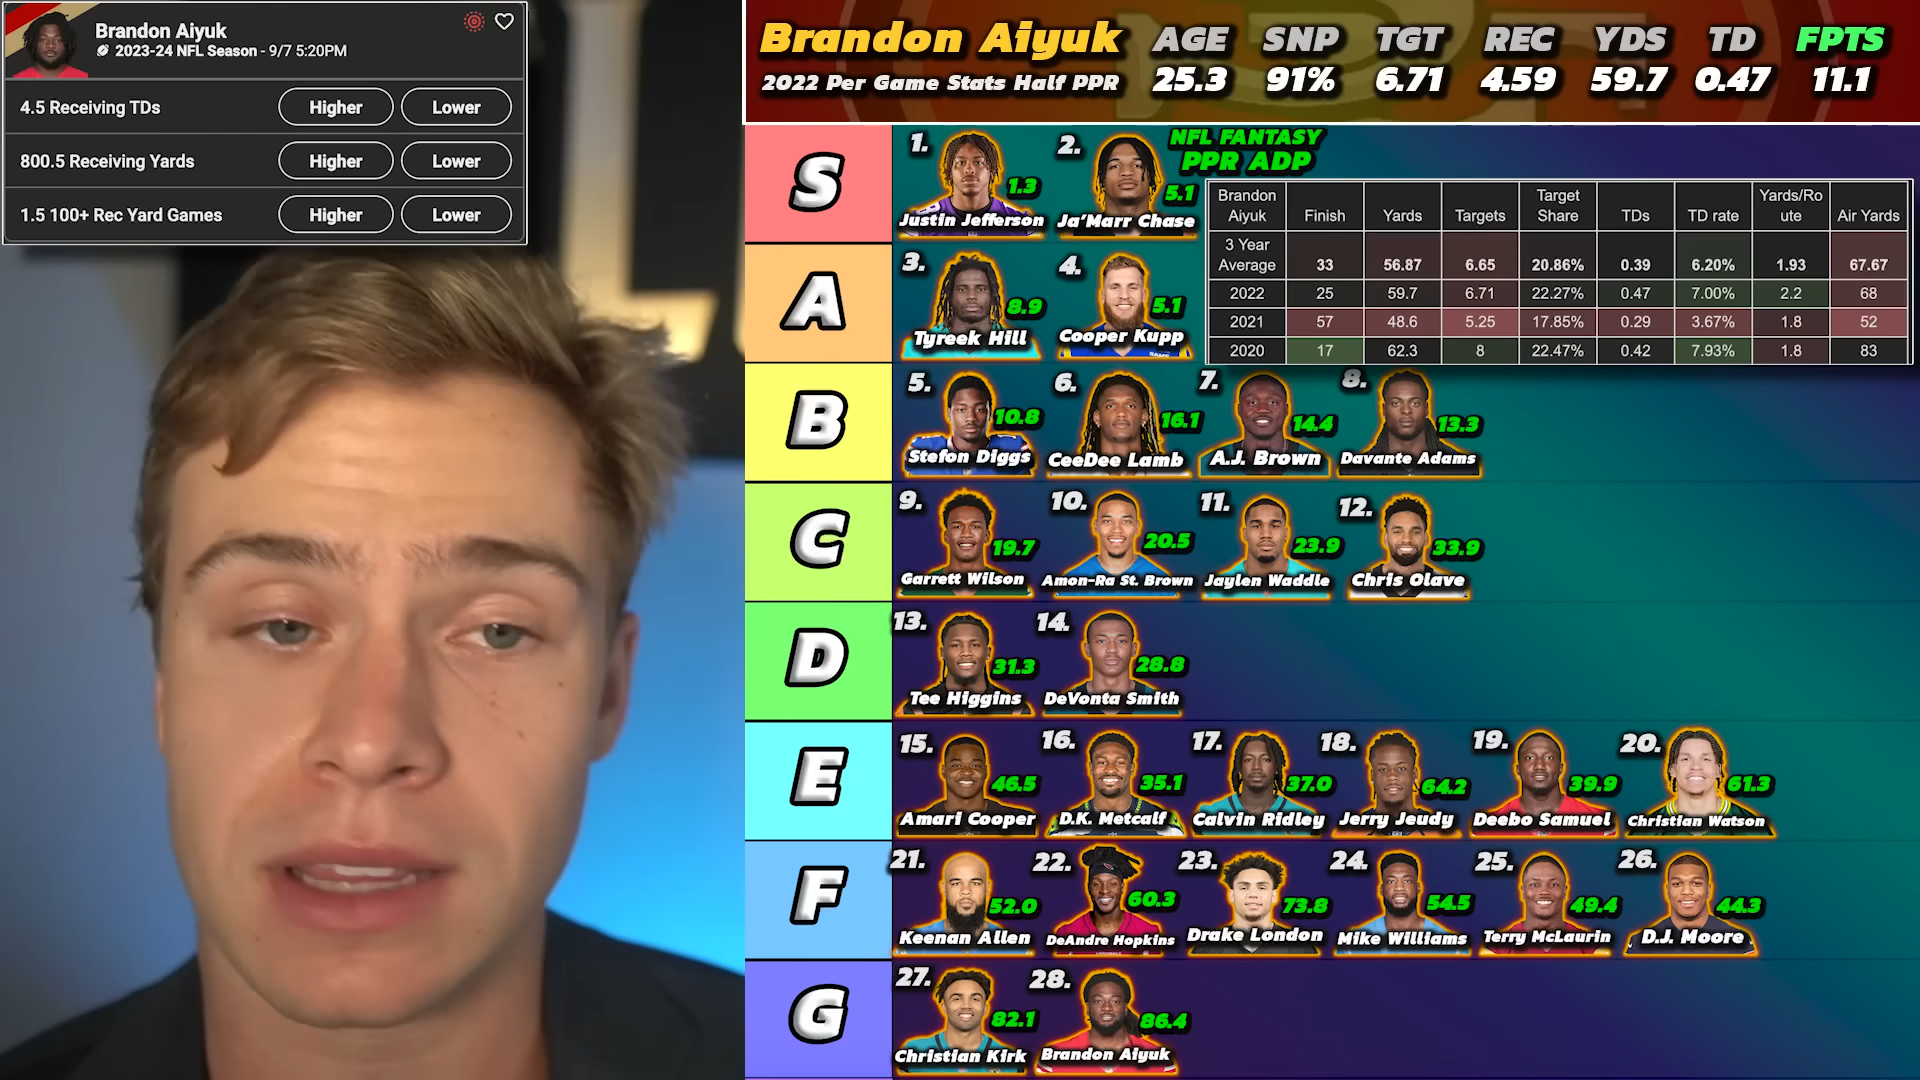 Brandon Aiyuk
2023-24 NFL Season - 9/7 5:20PM
4.5 Receiving TDs Higher Lower
800.5 Receiving Yards Higher Lower
1.5 100+ Rec Yard Games Higher Lower
Brandon Aiyuk AGE SNP TGT REC YDS TD FPTS
2022 Per Game Stats Half PPR 25.3 91% 6.71 4.59 59.7 0.47 11.1
NFL FANTASY
PPR ADP
Brandon Aiyuk Finish Yards Targets Target Share TDs TD rate Yards/Ro ute Air Yards
3 Year Average 33 56.87 6.65 20.86% 0.39 6.20% 1.93 67.67
2022 25 59.7 6.71 22.27% 0.47 7.00% 2.2 68
2021 57 48.6 5.25 17.85% 0.29 3.67% 1.8 52
2020 17 62.3 8 22.47% 0.42 7.93% 1.8 83
S
1. 1.3 Justin Jefferson
2. 5.1 Ja'Marr Chase
A
3. 8.9 Tyreek Hill
4. 5.1 Cooper Kupp
B
5. 10.8 Stefon Diggs
6. 16.1 CeeDee Lamb
7. 14.4 A.J. Brown
8. 13.3 Davante Adams
C
9. 19.7 Garrett Wilson
10. 20.5 Amon-Ra St. Brown
11. 23.9 Jaylen Waddle
12. 33.9 Chris Olave
D
13. 31.3 Tee Higgins
14. 28.8 DeVonta Smith
E
15. 46.5 Amari Cooper
16. 35.1 D.K. Metcalf
17. 37.0 Calvin Ridley
18. 64.2 Jerry Jeudy
19. 39.9 Deebo Samuel
20. 61.3 Christian Watson
F
21. 52.0 Keenan Allen
22. 60.3 DeAndre Hopkins
23. 73.8 Drake London
24. 54.5 Mike Williams
25. 49.4 Terry McLaurin
26. 44.3 D.J. Moore
G
27. 82.1 Christian Kirk
28. 86.4 Brandon Aiyuk